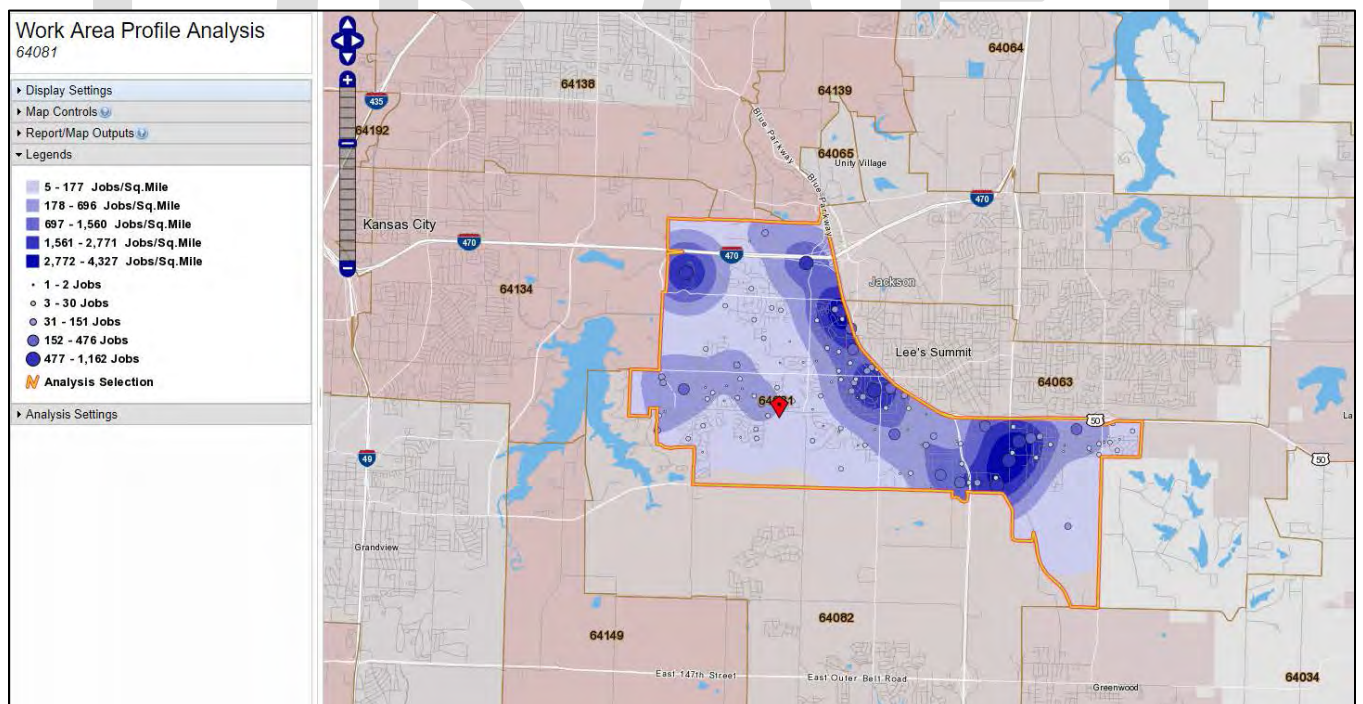 Work Area Profile Analysis
64081
Display Settings
Map Controls
Report/Map Outputs
Legends
5 - 177 Jobs/Sq.Mile
178 - 696 Jobs/Sq.Mile
697 - 1,560 Jobs/Sq.Mile
1,561 - 2,771 Jobs/Sq.Mile
2,772 - 4,327 Jobs/Sq.Mile
1 - 2 Jobs
3 - 30 Jobs
31 - 151 Jobs
152 - 476 Jobs
477 - 1,162 Jobs
Analysis Selection
Analysis Settings
64064
64138
64139
435
64192
Blue Parkway
64065
Unity Village
Blue Parkway
470
Kansas City
470
470
64134
Jackson
Lee's Summit
64063
64081
50
La
49
50
Grandview
64082
64149
East 147th Street
East Outer Belt Road
64034
Greenwood